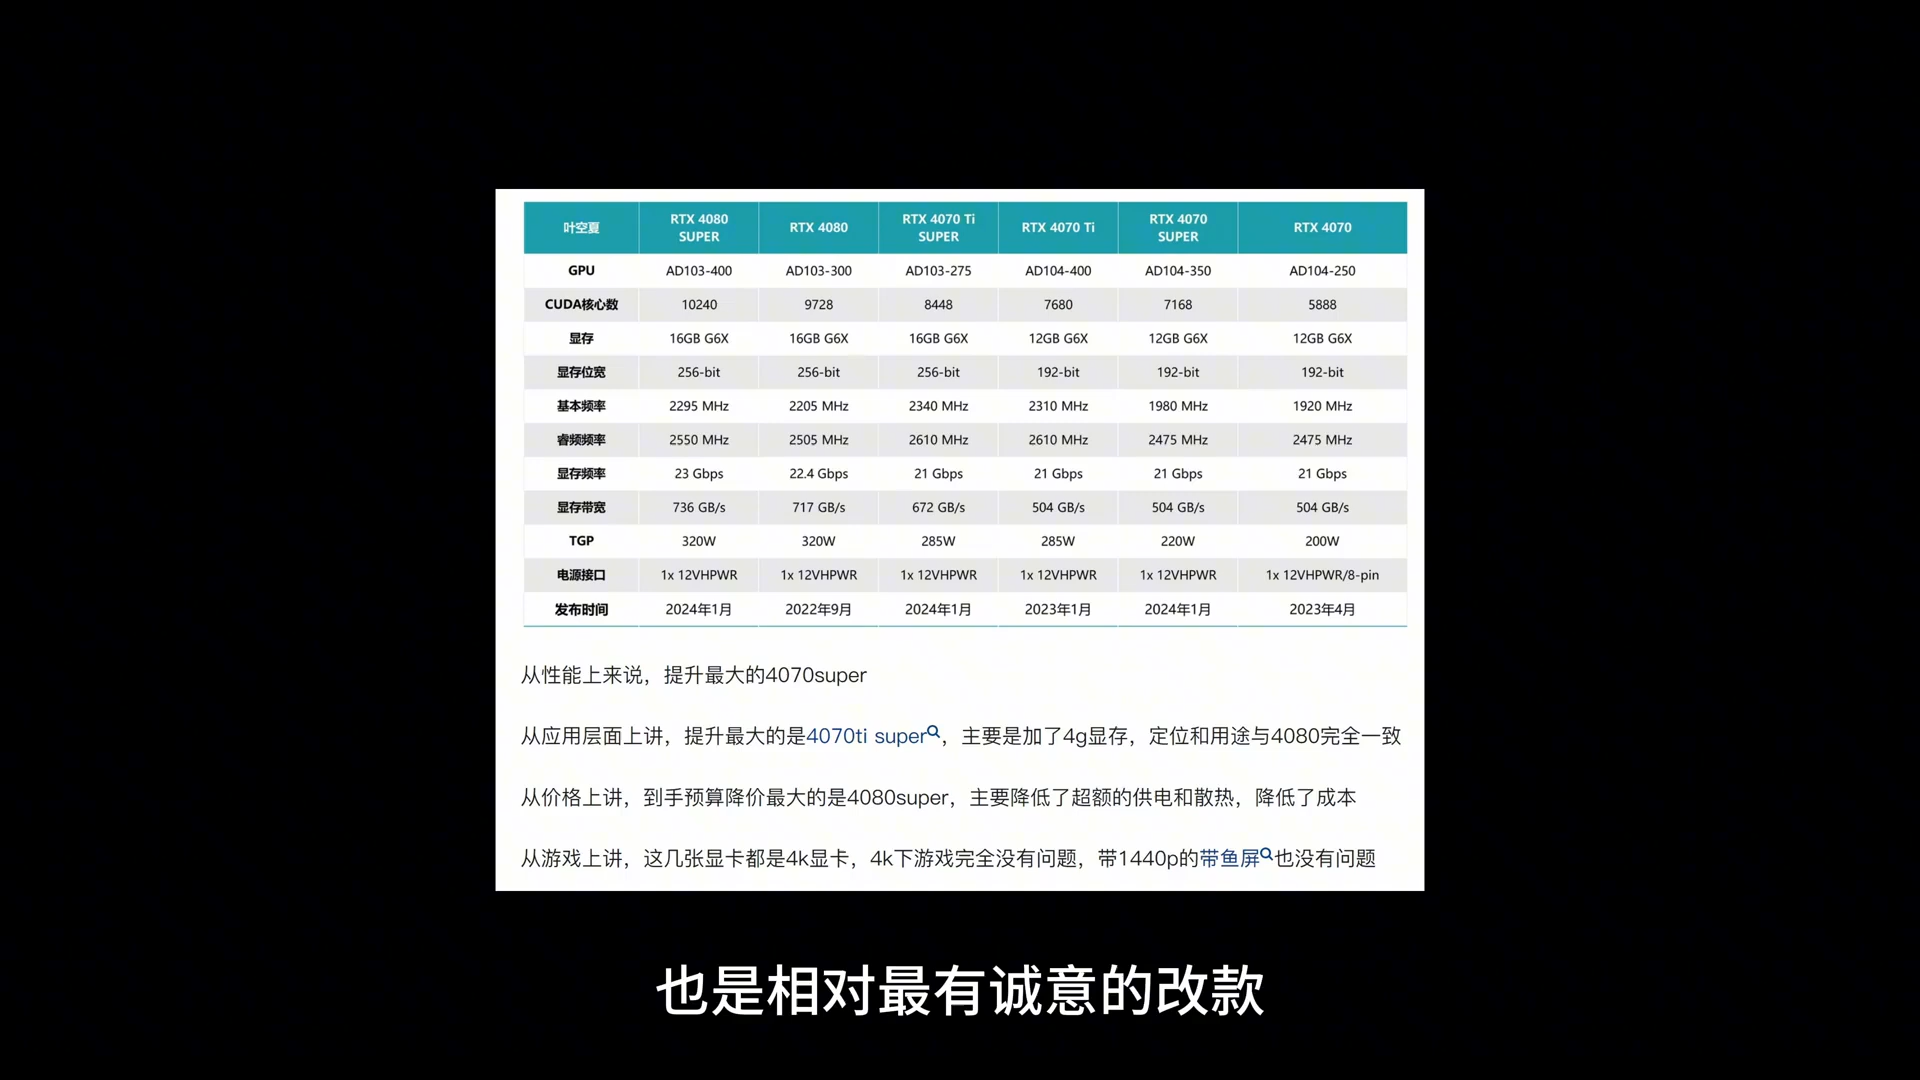 叶空夏 RTX 4080 SUPER RTX 4080 RTX 4070 Ti SUPER RTX 4070 Ti RTX 4070 SUPER RTX 4070
GPU AD103-400 AD103-300 AD103-275 AD104-400 AD104-350 AD104-250
CUDA核心数 10240 9728 8448 7680 7168 5888
显存 16GB G6X 16GB G6X 16GB G6X 12GB G6X 12GB G6X 12GB G6X
显存位宽 256-bit 256-bit 256-bit 192-bit 192-bit 192-bit
基本频率 2295 MHz 2205 MHz 2340 MHz 2310 MHz 1980 MHz 1920 MHz
睿频频率 2550 MHz 2505 MHz 2610 MHz 2610 MHz 2475 MHz 2475 MHz
显存频率 23 Gbps 22.4 Gbps 21 Gbps 21 Gbps 21 Gbps 21 Gbps
显存带宽 736 GB/s 717 GB/s 672 GB/s 504 GB/s 504 GB/s 504 GB/s
TGP 320W 320W 285W 285W 220W 200W
电源接口 1x 12VHPWR 1x 12VHPWR 1x 12VHPWR 1x 12VHPWR 1x 12VHPWR 1x 12VHPWR/8-pin
发布时间 2024年1月 2022年9月 2024年1月 2023年1月 2024年1月 2023年4月
从性能上来说，提升最大的4070super
从应用层面上讲，提升最大的是4070ti super，主要是加了4g显存，定位和用途与4080完全一致
从价格上讲，到手预算降价最大的是4080super，主要降低了超额的供电和散热，降低了成本
从游戏上讲，这几张显卡都是4k显卡，4k下游戏完全没有问题，带1440p的带鱼屏也没有问题
也是相对最有诚意的改款